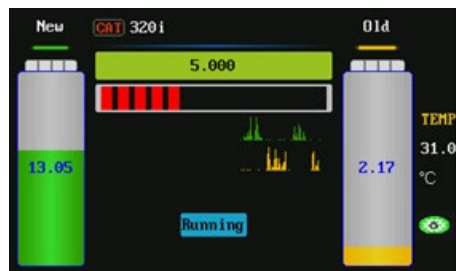 New
CAT 320i
Old
5.000
TEMP
31.0
°C
13.05
2.17
Running